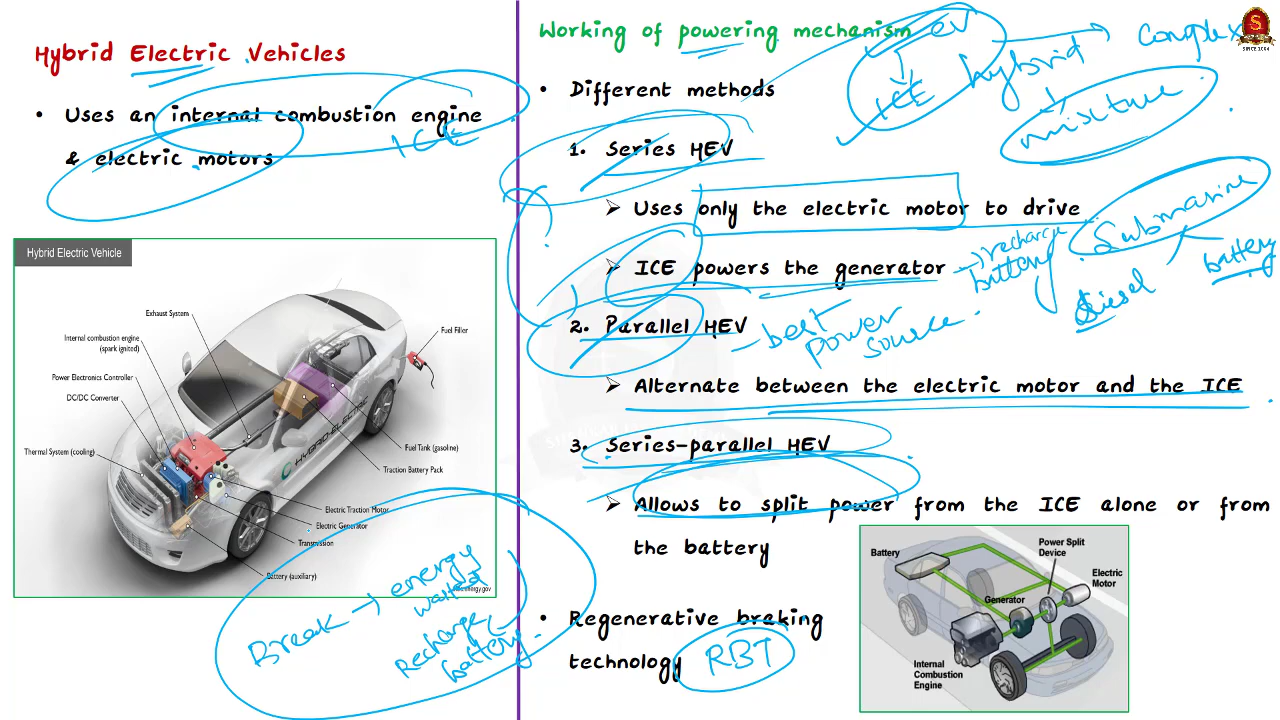 Hybrid Electric Vehicles
• Uses an internal combustion engine
& electric motors
ICE
Hybrid Electric Vehicle
Exhaust System
Fuel Filler
Internal combustion engine
(spark ignited)
Power Electronics Controller
DC/DC Converter
Thermal System (cooling)
HYBRID-ELECTRIC
Fuel Tank (gasoline)
Traction Battery Pack
Electric Traction Motor
Electric Generator
Transmission
Battery (auxiliary)
Break → energy
wasted
Recharge
battery
Working of powering mechanism
EV
ICE
hybrid
Complex
mixture
SINCE 2004
• Different methods
1. Series HEV
➢ Uses only the electric motor to drive
➢ ICE powers the generator
→ recharge
battery
Submarine
diesel
battery
2. Parallel HEV
best
power
source
➢ Alternate between the electric motor and the ICE
3. Series-parallel HEV
➢ Allows to split power from the ICE alone or from
the battery
• Regenerative braking
technology
RBT
Battery
Power Split
Device
Electric
Motor
Generator
Internal
Combustion
Engine